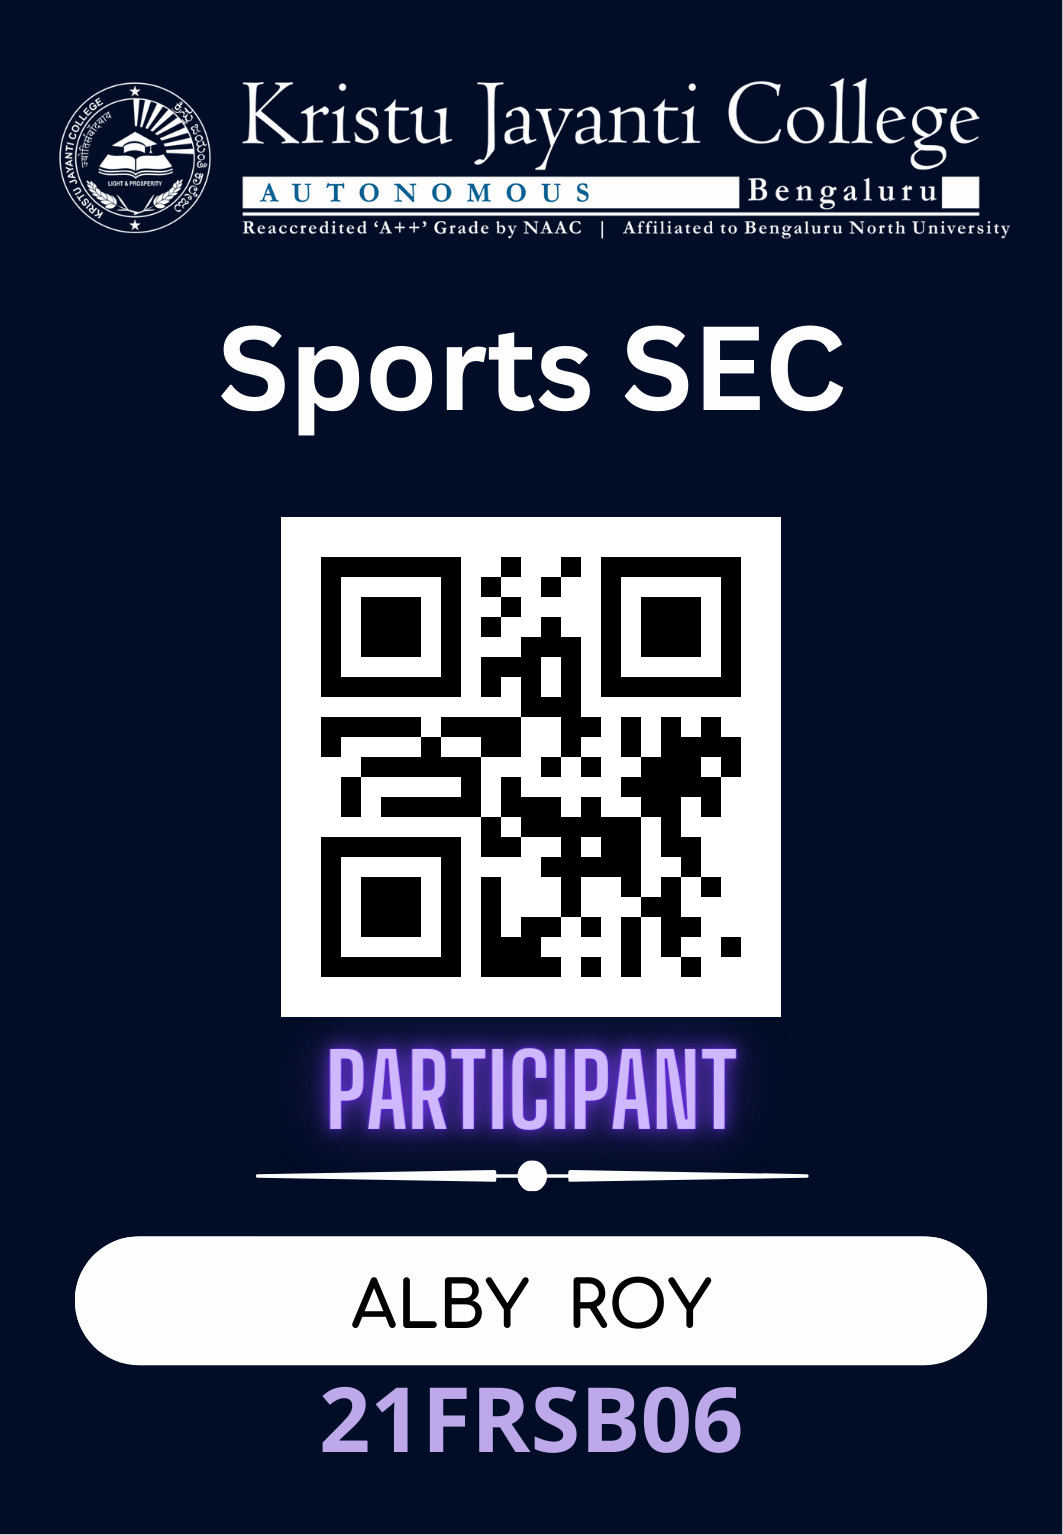 KRISTU JAYANTI COLLEGE
ಕ್ರಿಸ್ತು ಜಯಂತಿ ಕಾಲೇಜು
LIGHT & PROSPERITY
Kristu Jayanti College
AUTONOMOUS Bengaluru
Reaccredited ‘A++’ Grade by NAAC | Affiliated to Bengaluru North University
Sports SEC
PARTICIPANT
ALBY ROY
21FRSB06